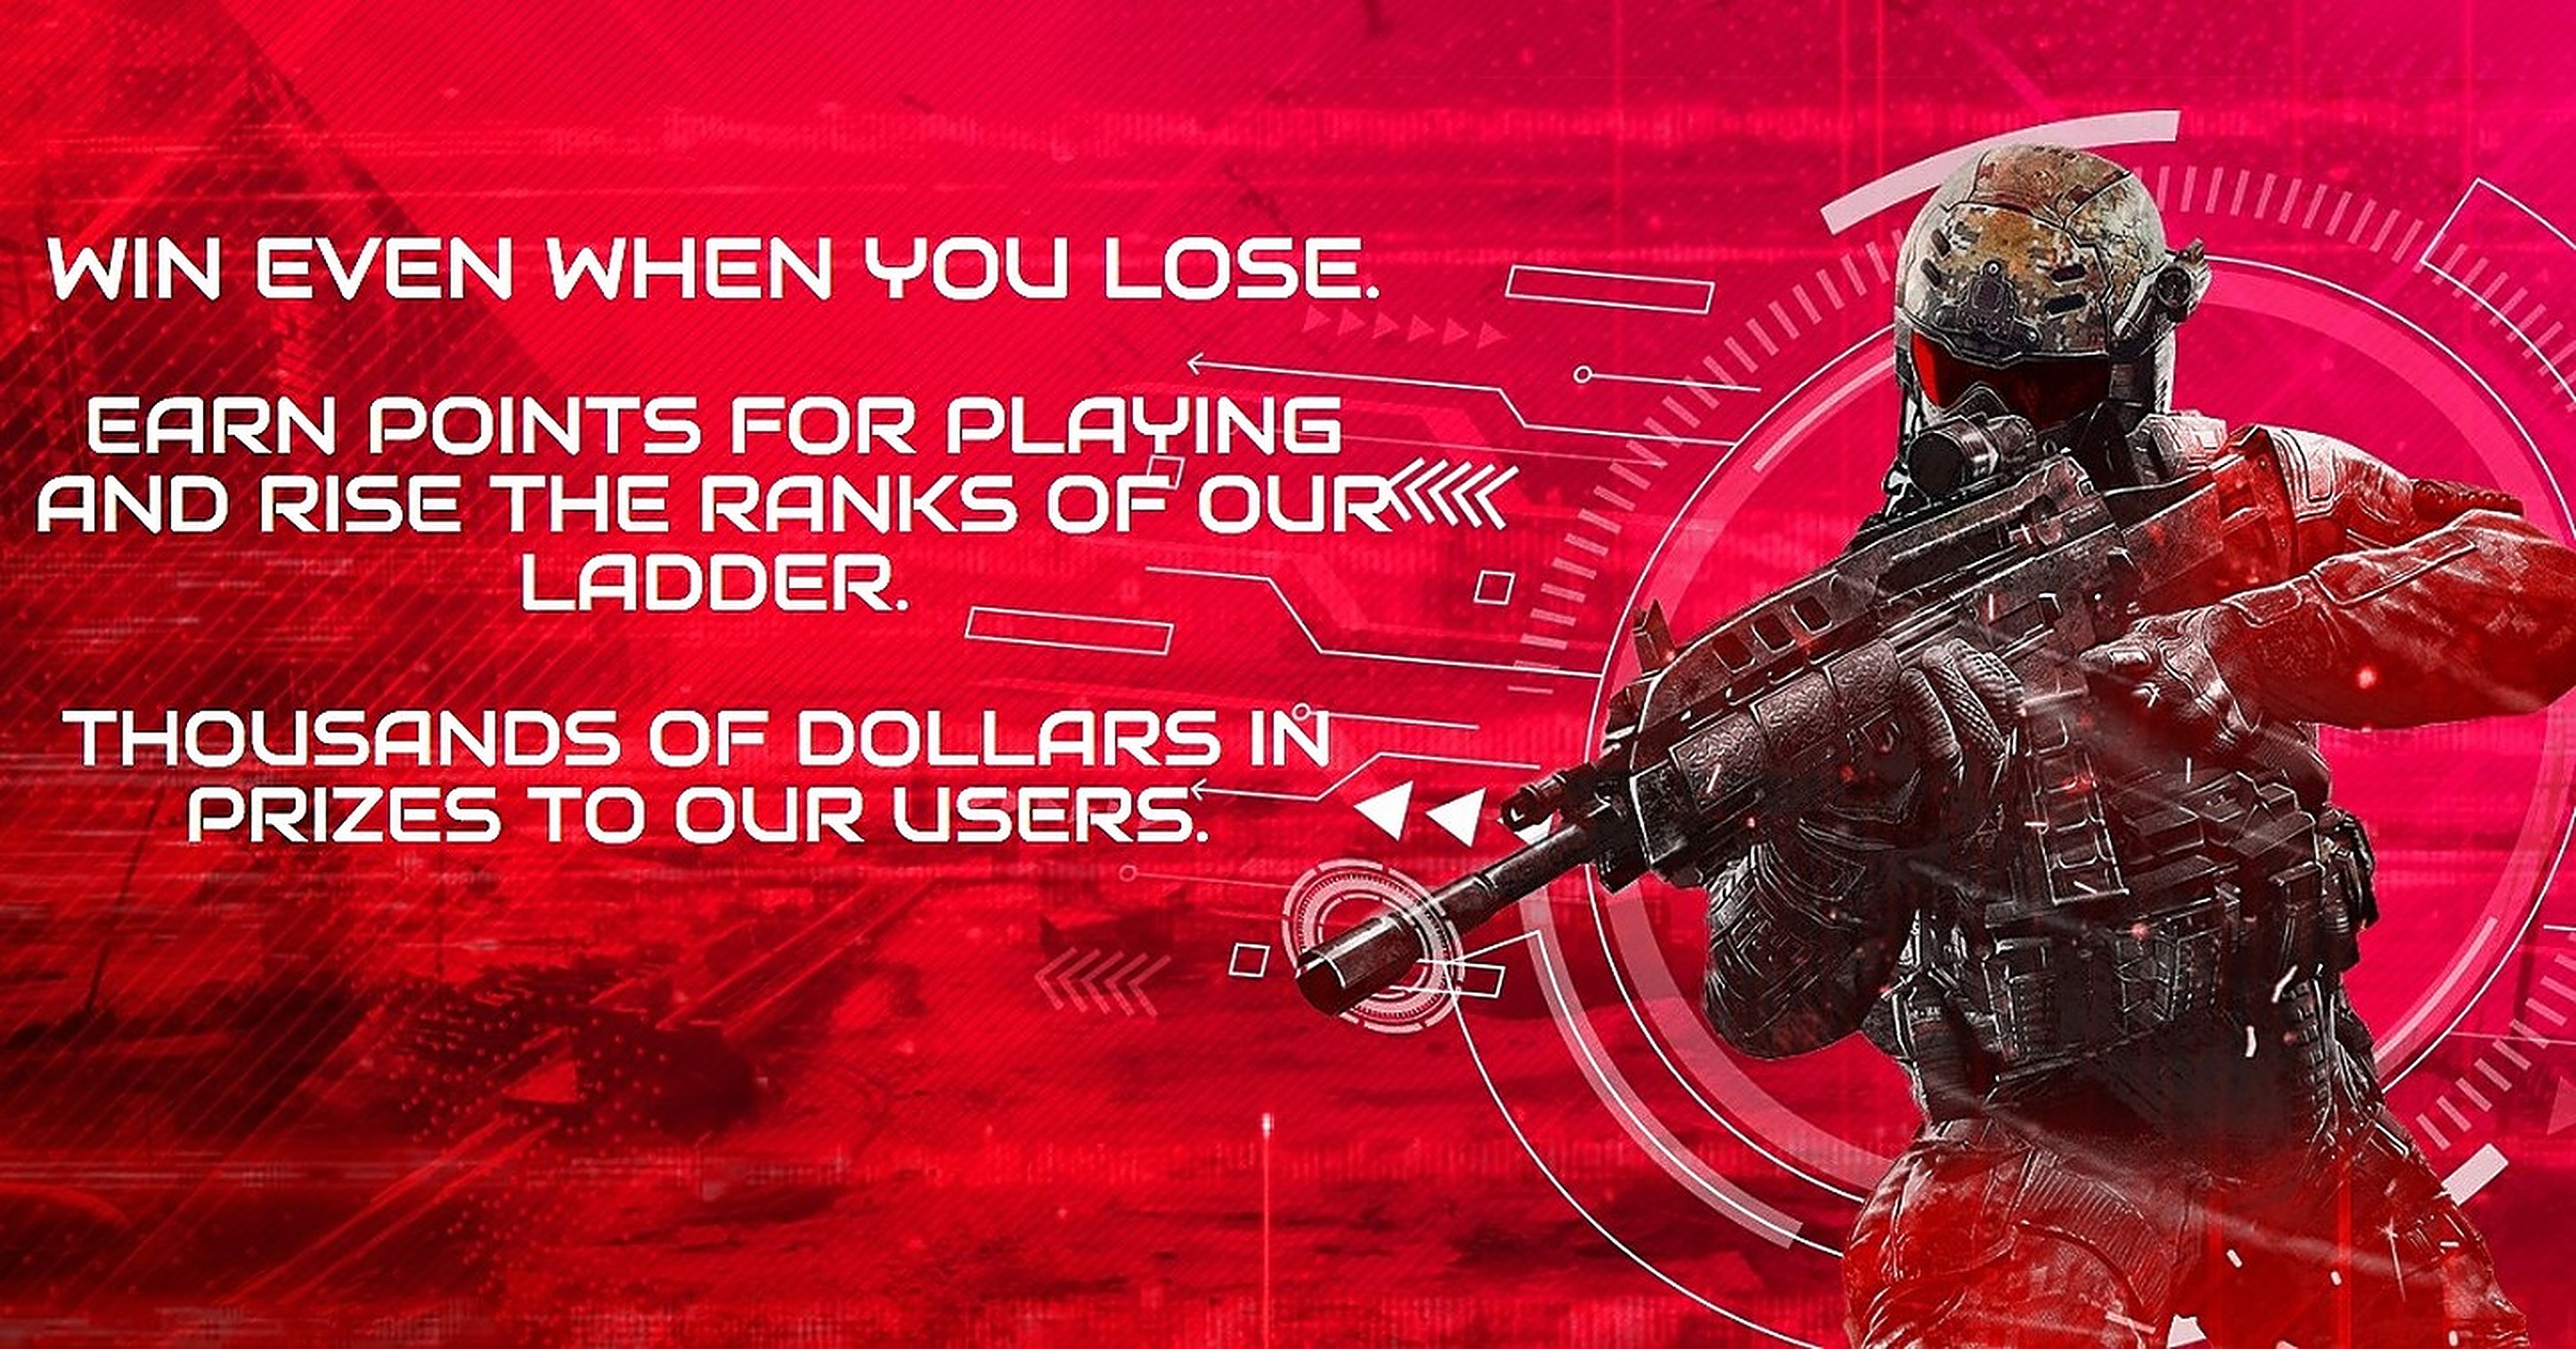 WIN EVEN WHEN YOU LOSE.
EARN POINTS FOR PLAYING
AND RISE THE RANKS OF OUR
LADDER.
THOUSANDS OF DOLLARS IN
PRIZES TO OUR USERS.